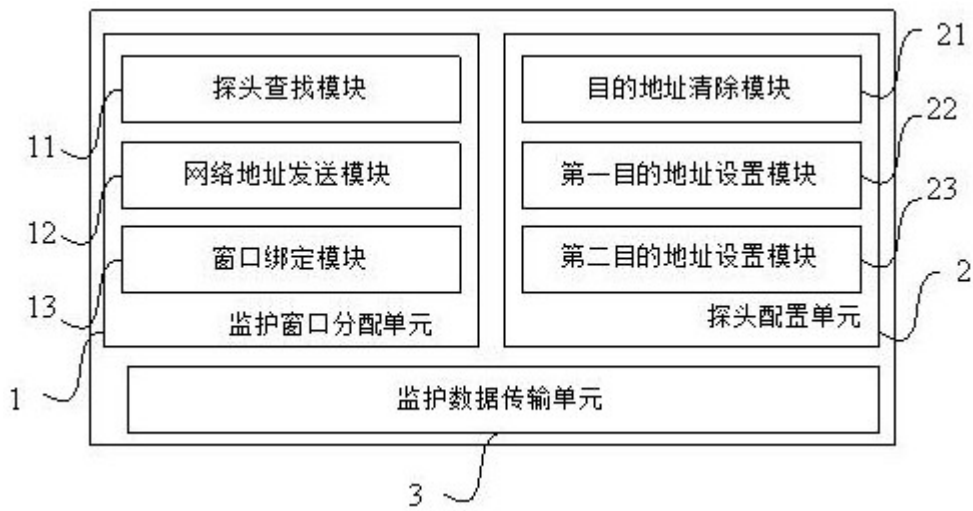 探头查找模块
网络地址发送模块
窗口绑定模块
监护窗口分配单元
目的地址清除模块
第一目的地址设置模块
第二目的地址设置模块
探头配置单元
监护数据传输单元
11
12
13
1
21
22
23
2
3